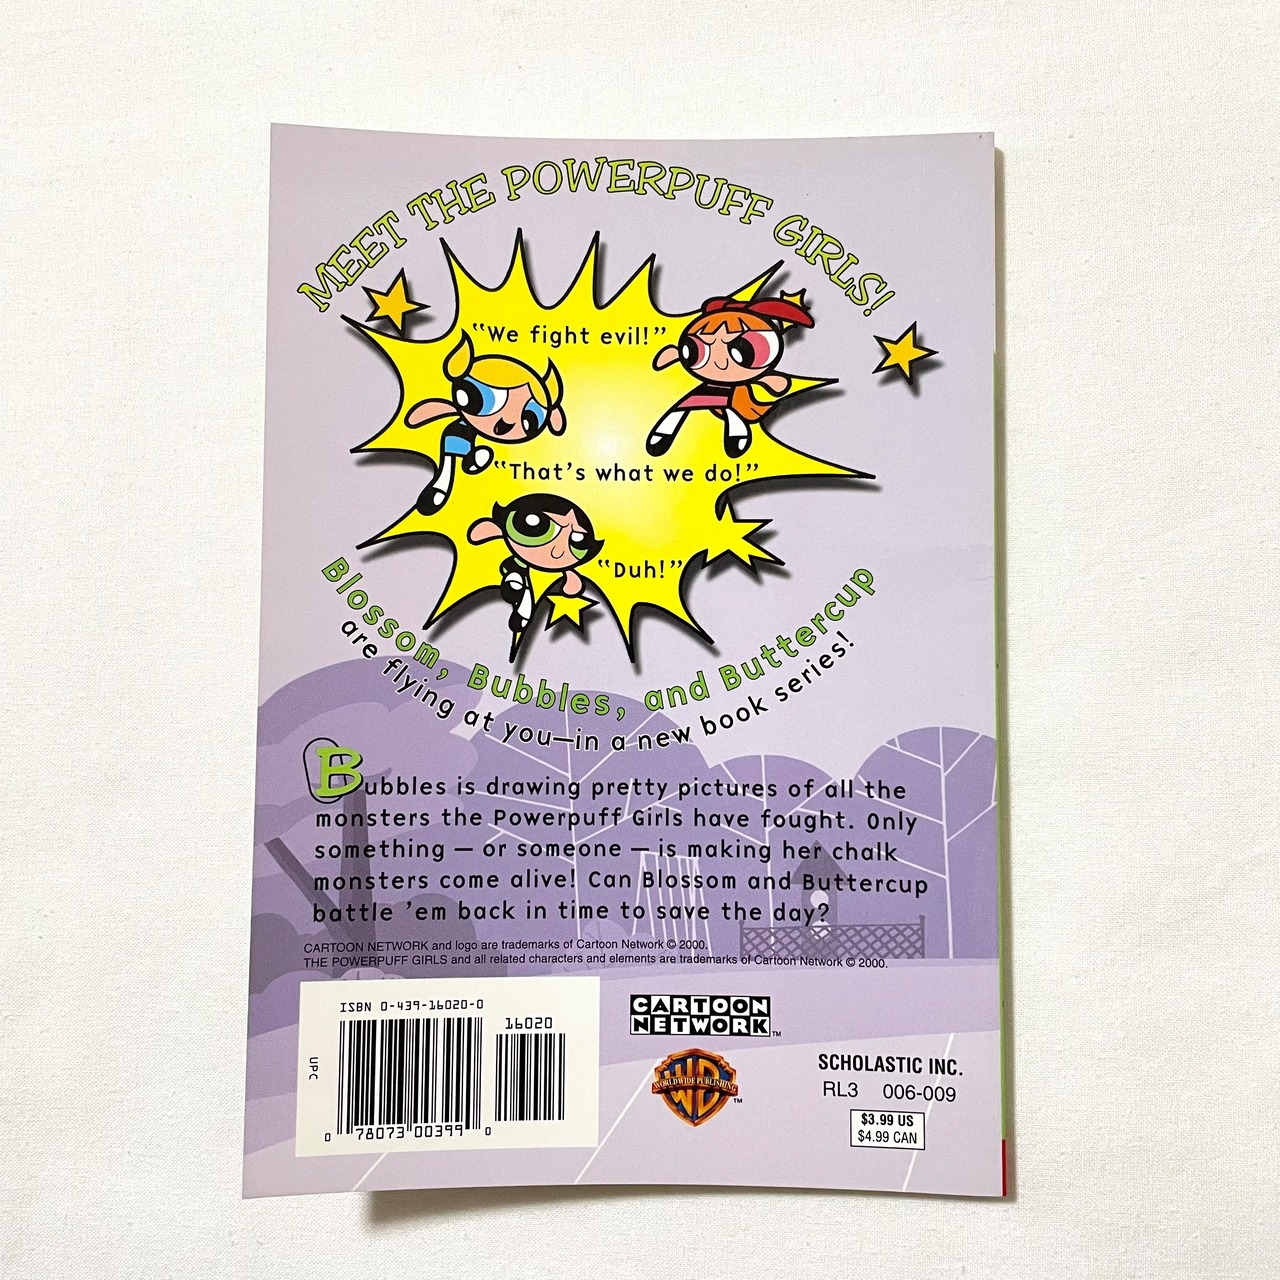 MEET THE POWERPUFF GIRLS!
“We fight evil!”
“That’s what we do!”
“Duh!”
Blossom, Bubbles, and Buttercup
are flying at you—in a new book series!
Bubbles is drawing pretty pictures of all the
monsters the Powerpuff Girls have fought. Only
something — or someone — is making her chalk
monsters come alive! Can Blossom and Buttercup
battle ’em back in time to save the day?
CARTOON NETWORK and logo are trademarks of Cartoon Network © 2000.
THE POWERPUFF GIRLS and all related characters and elements are trademarks of Cartoon Network © 2000.
ISBN 0-439-16020-0
16020
UPC
0 78073 00399 0
CARTOON
NETWORK™
WB
WORLDWIDE PUBLISHING™
SCHOLASTIC INC.
RL3 006-009
$3.99 US
$4.99 CAN